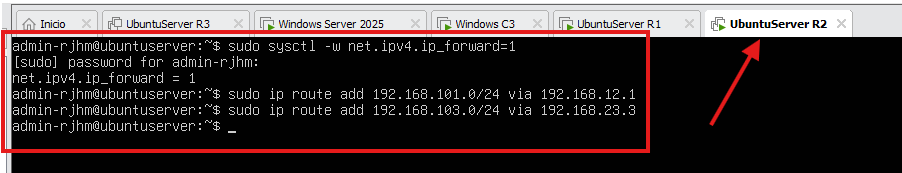 Inicio
UbuntuServer R3
Windows Server 2025
Windows C3
UbuntuServer R1
UbuntuServer R2
admin-rjhm@ubuntuserver:~$ sudo sysctl -w net.ipv4.ip_forward=1
[sudo] password for admin-rjhm:
net.ipv4.ip_forward = 1
admin-rjhm@ubuntuserver:~$ sudo ip route add 192.168.101.0/24 via 192.168.12.1
admin-rjhm@ubuntuserver:~$ sudo ip route add 192.168.103.0/24 via 192.168.23.3
admin-rjhm@ubuntuserver:~$ _